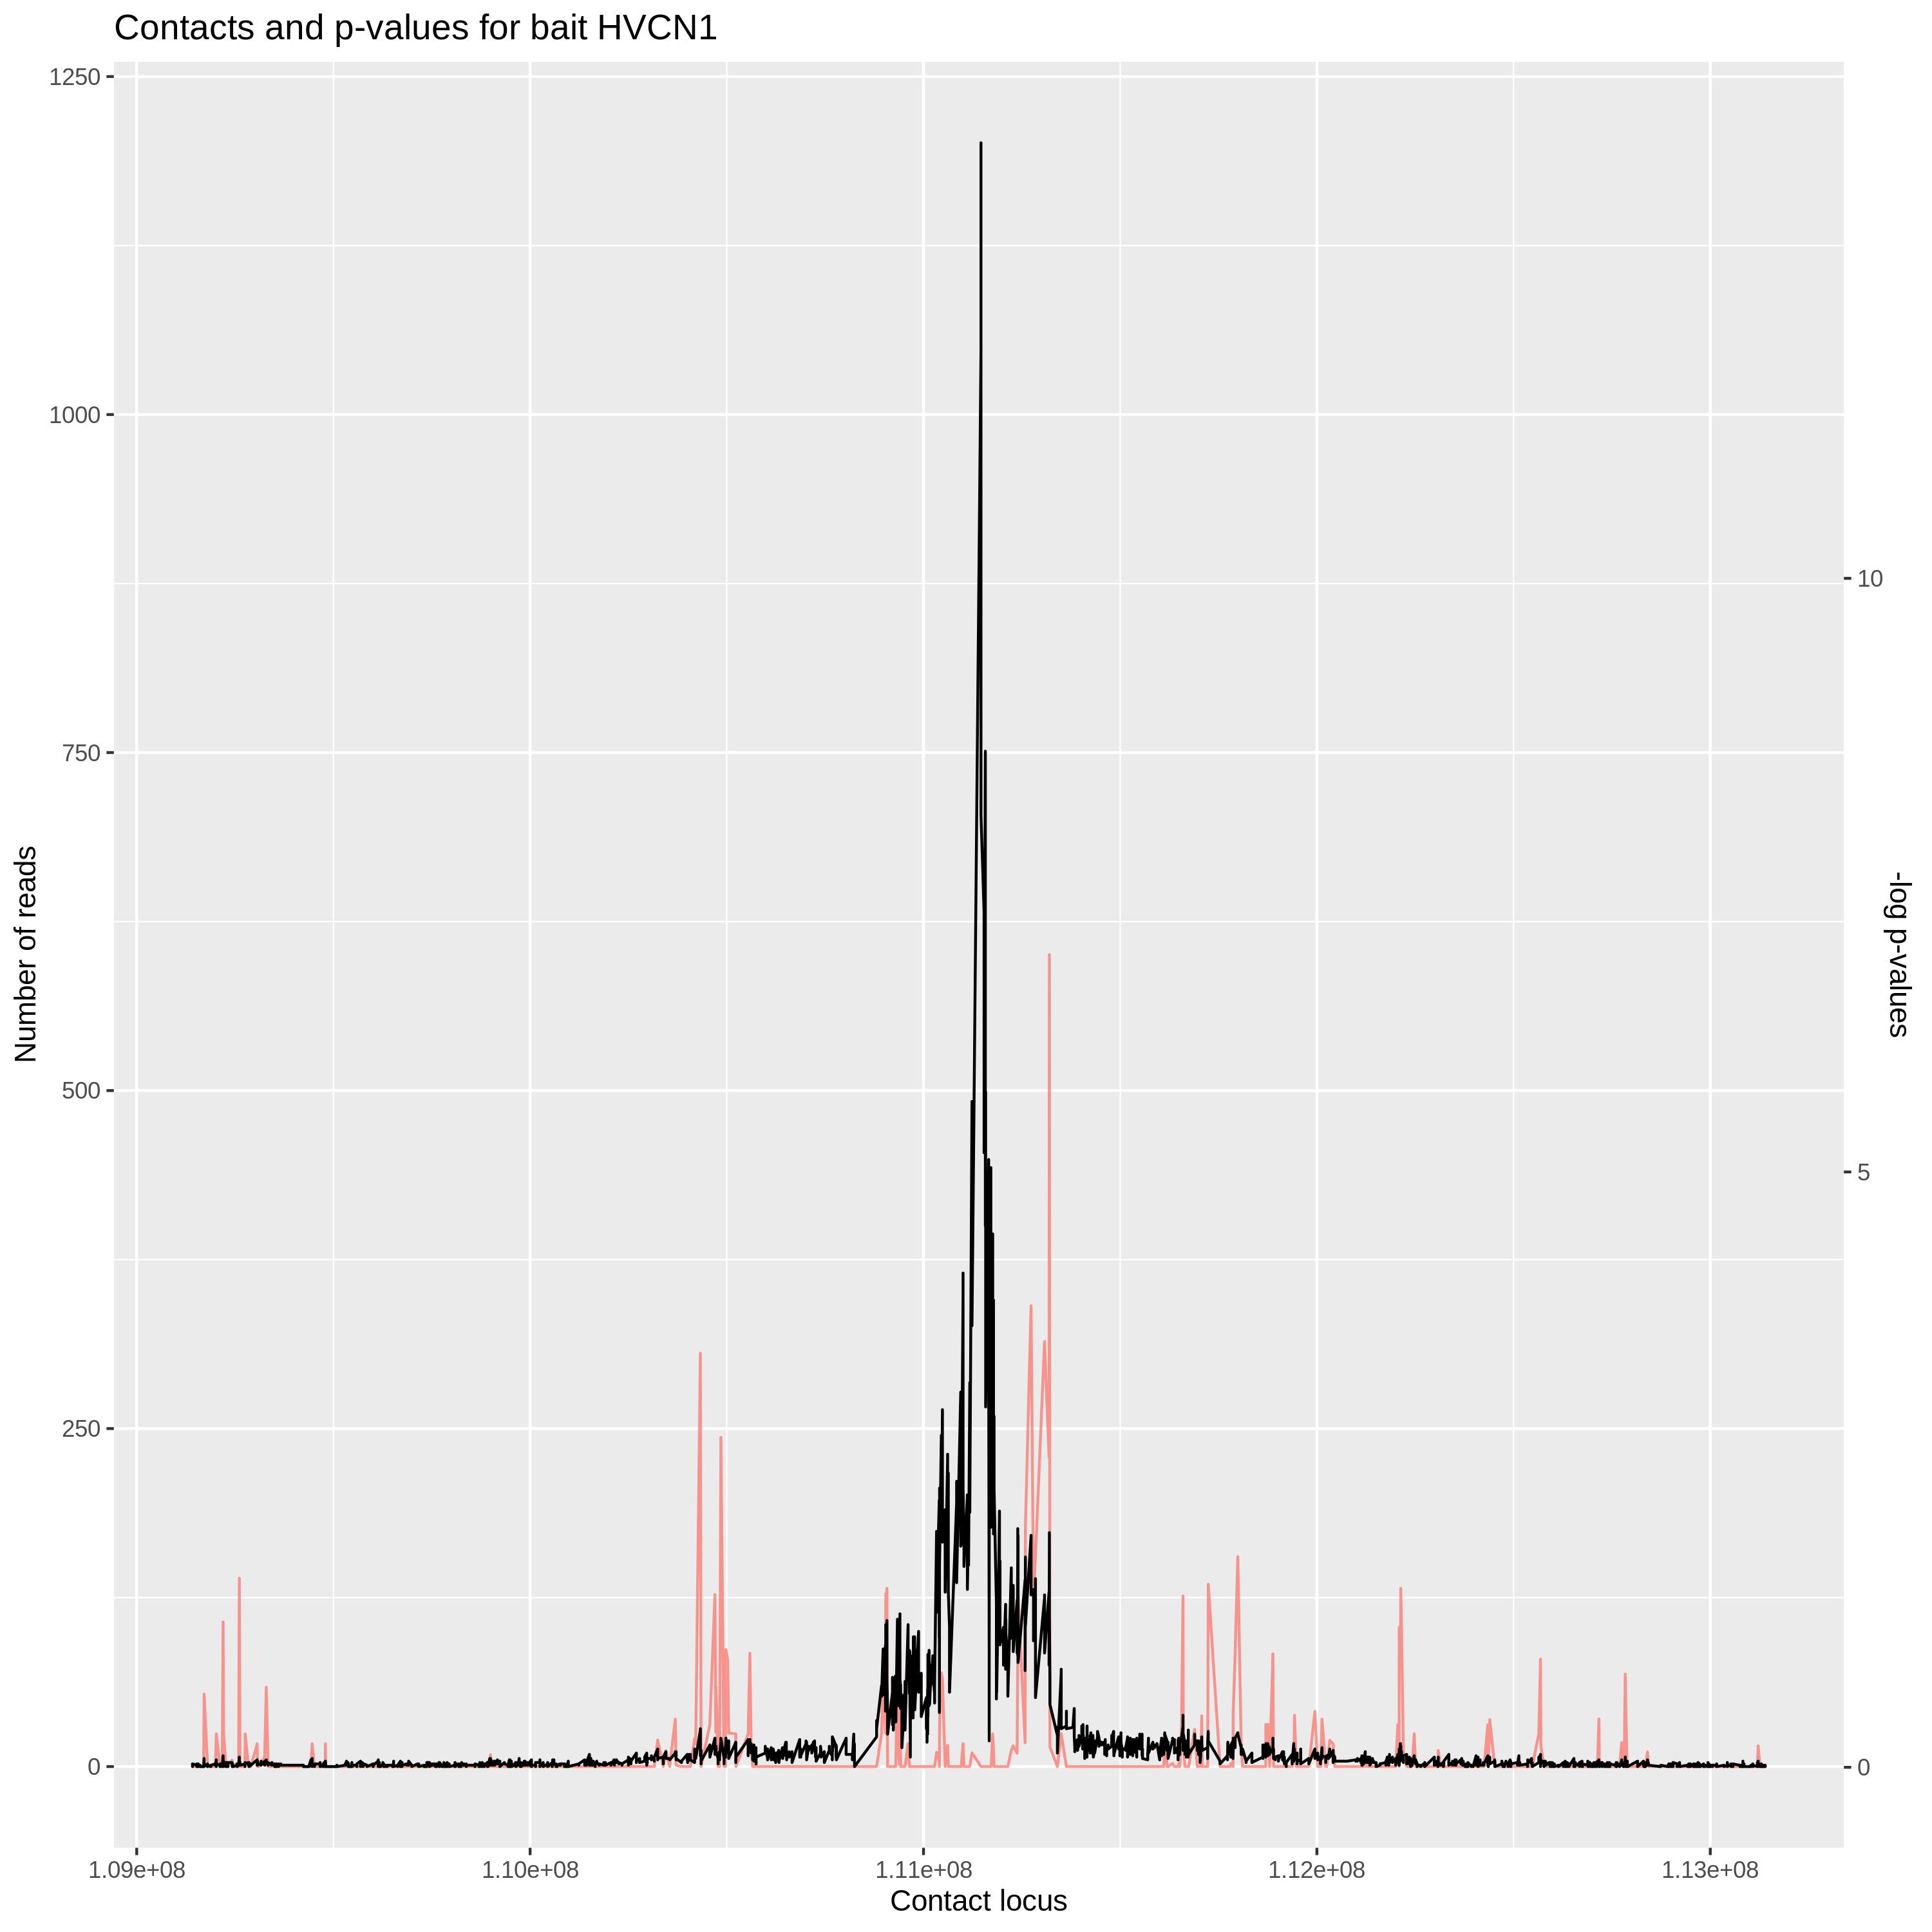 Contacts and p-values for bait HVCN1
1250
1000
750
500
250
0
Number of reads
10
5
0
-log p-values
1.09e+08
1.10e+08
1.11e+08
1.12e+08
1.13e+08
Contact locus